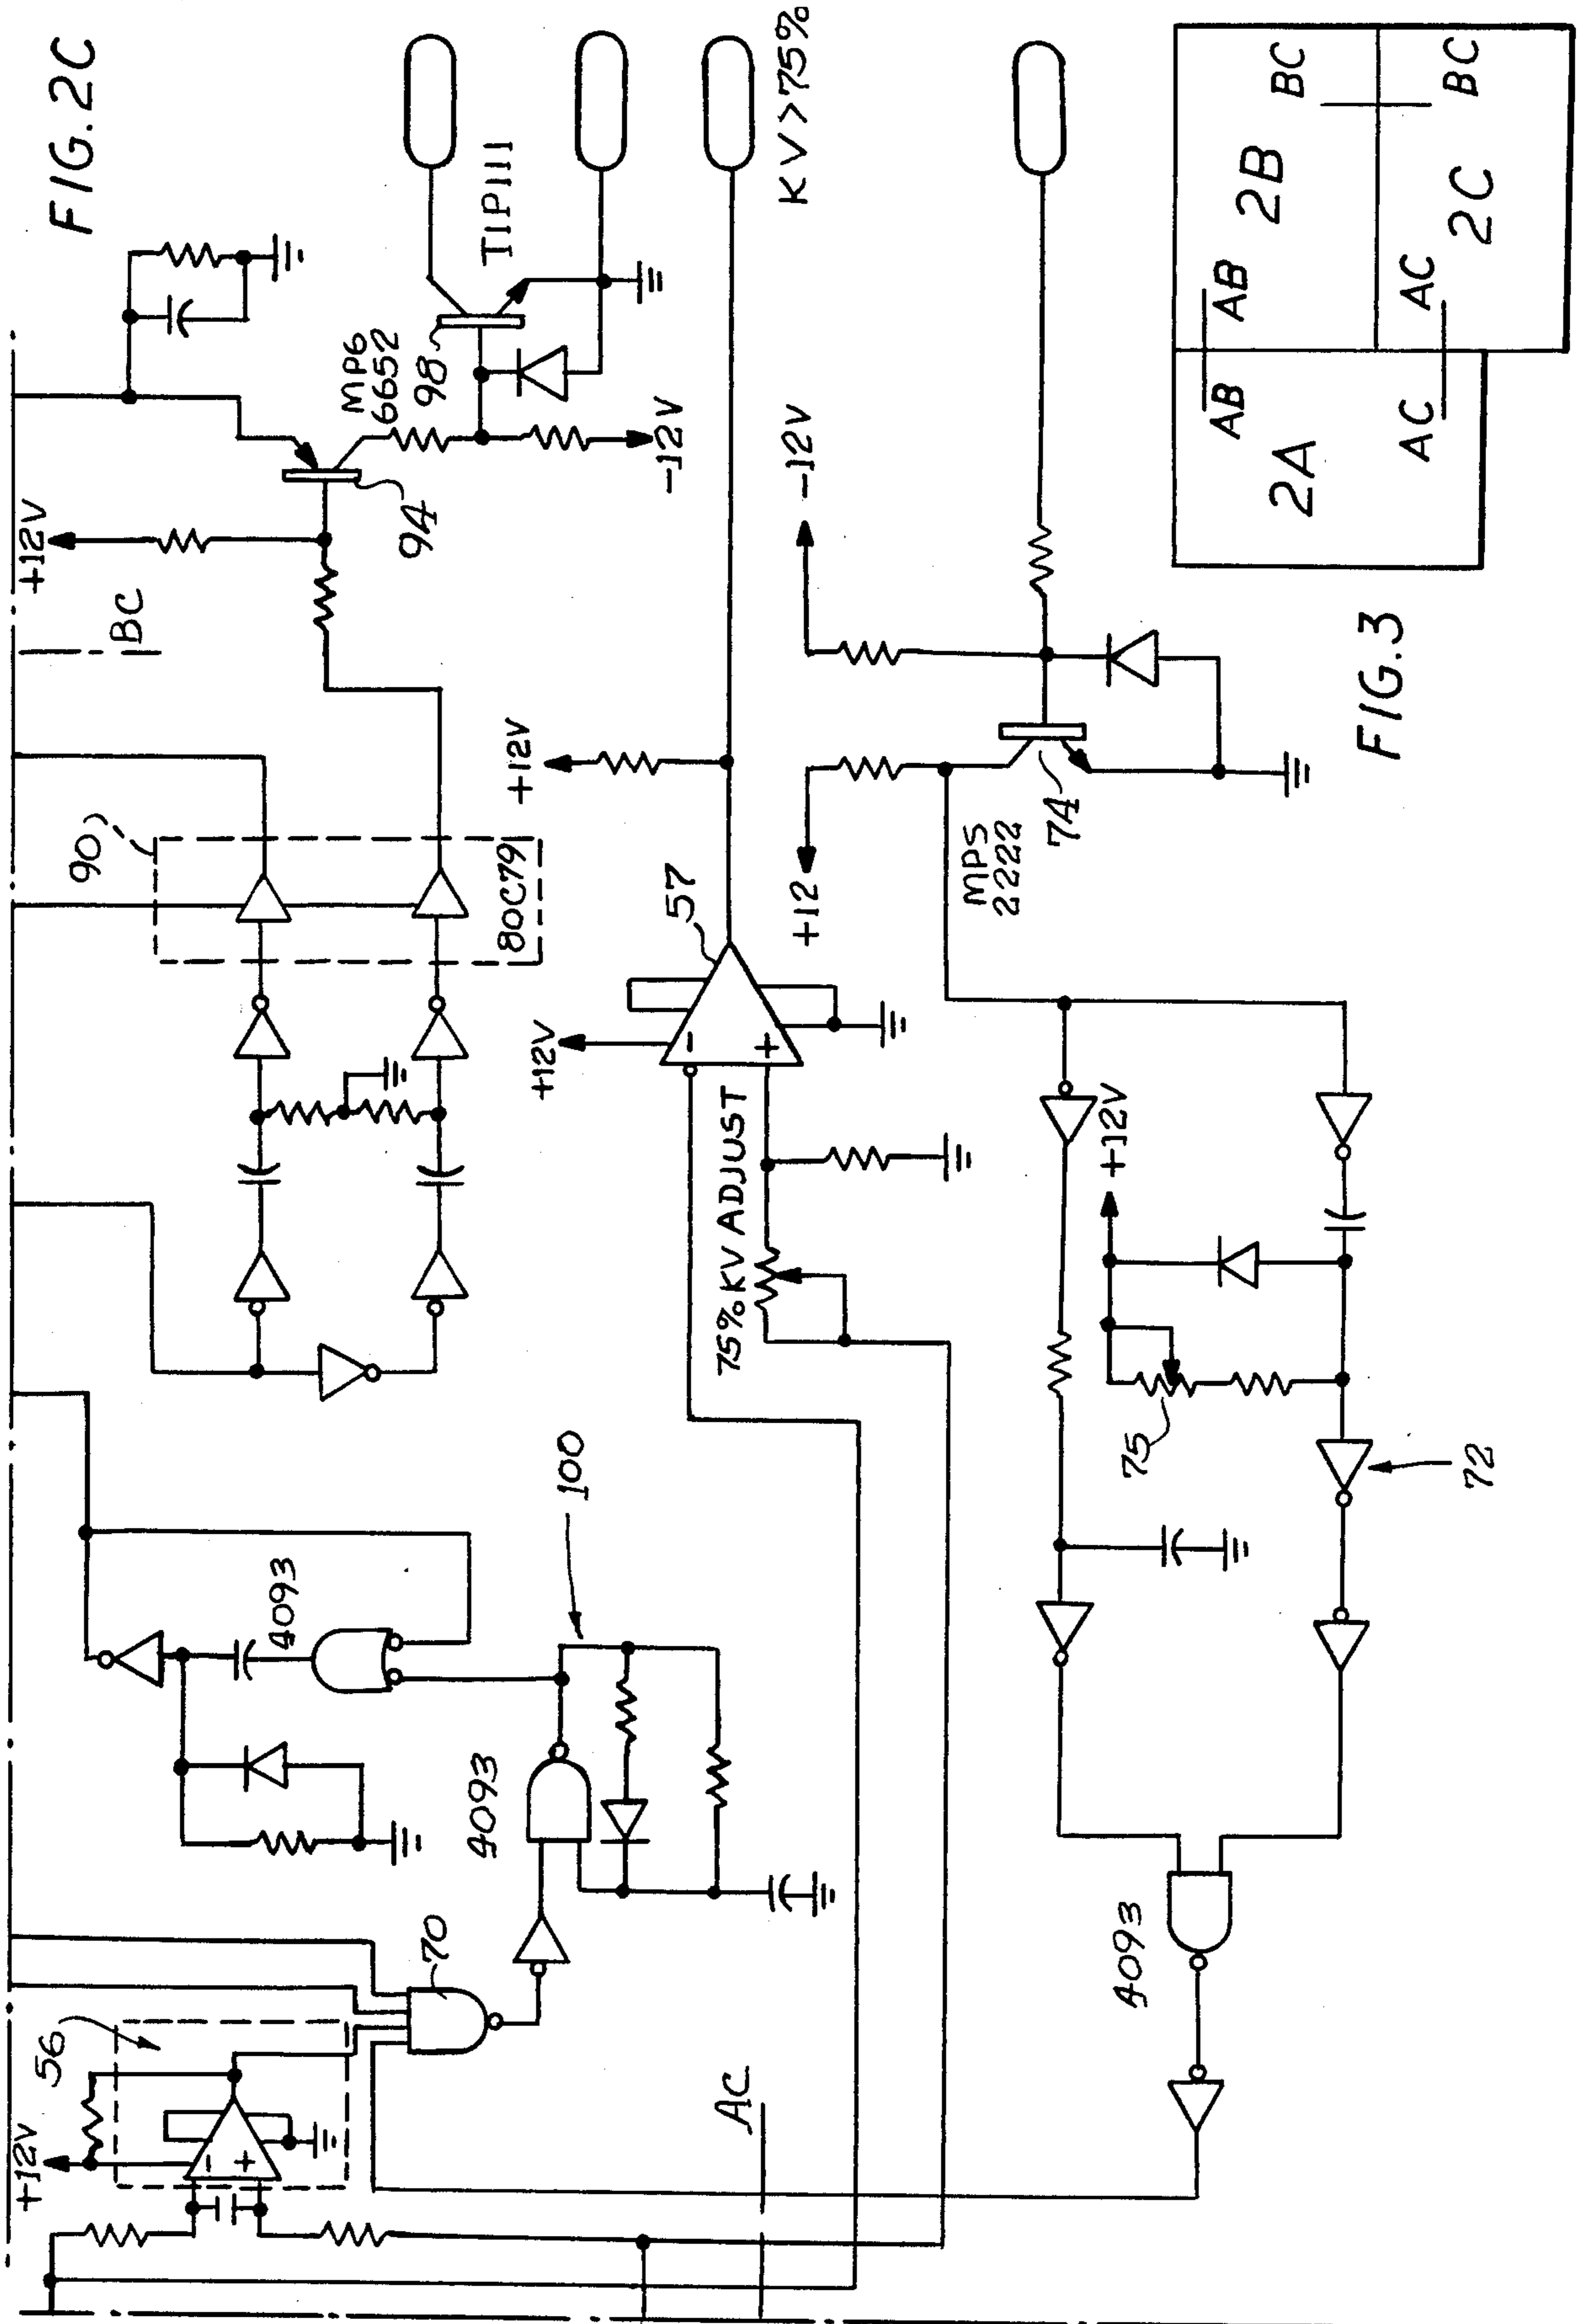 FIG.2C
+12V
BC
90
80C79
94
MP6
6652
98
TIP111
-12V
+12V
56
70
4093
4093
100
+12V
+12V
57
75%KV ADJUST
KV>75%
AC
+12
-12V
MPS
2222
74
+12V
75
72
4093
FIG.3
2A
AB
AB
2B
BC
AC
AC
2C
BC